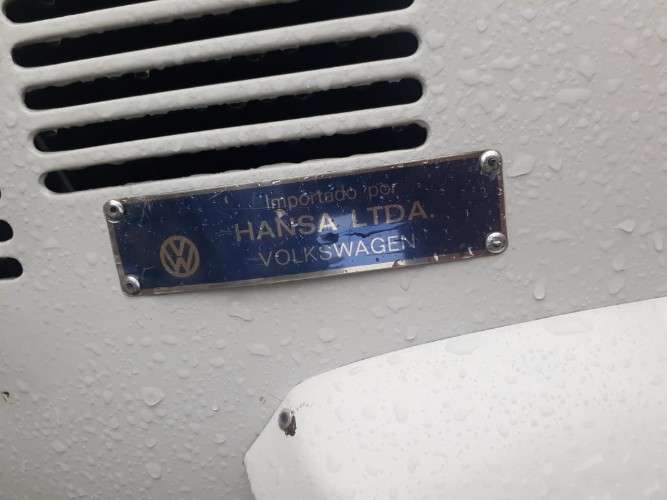 Importado por
HANSA LTDA.
VOLKSWAGEN